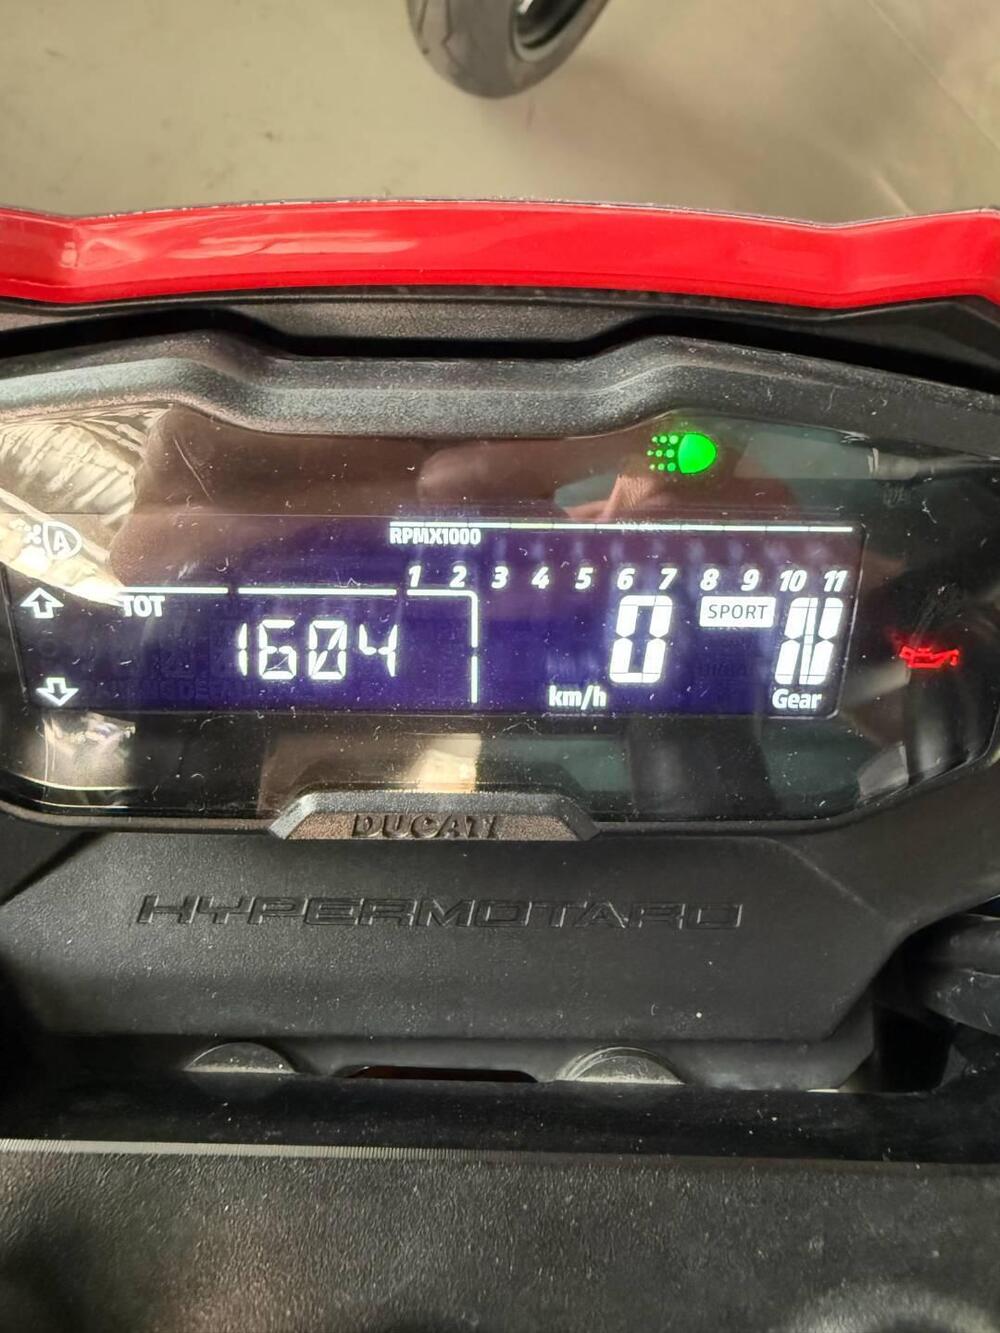 RPMX1000
1 2 3 4 5 6 7 8 9 10 11
TOT
1604
km/h
0
SPORT
N
Gear
A
DUCATI
HYPERMOTARD